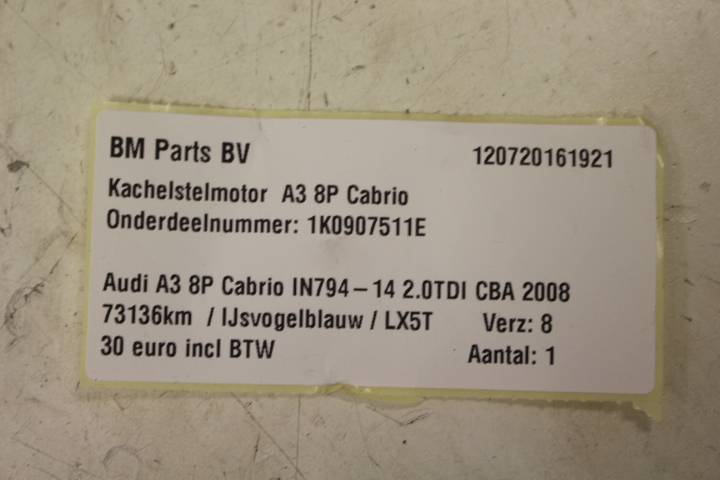 BM Parts BV 120720161921
Kachelstelmotor A3 8P Cabrio
Onderdeelnummer: 1K0907511E
Audi A3 8P Cabrio IN794-14 2.0TDI CBA 2008
73136km / IJsvogelblauw / LX5T Verz: 8
30 euro incl BTW Aantal: 1